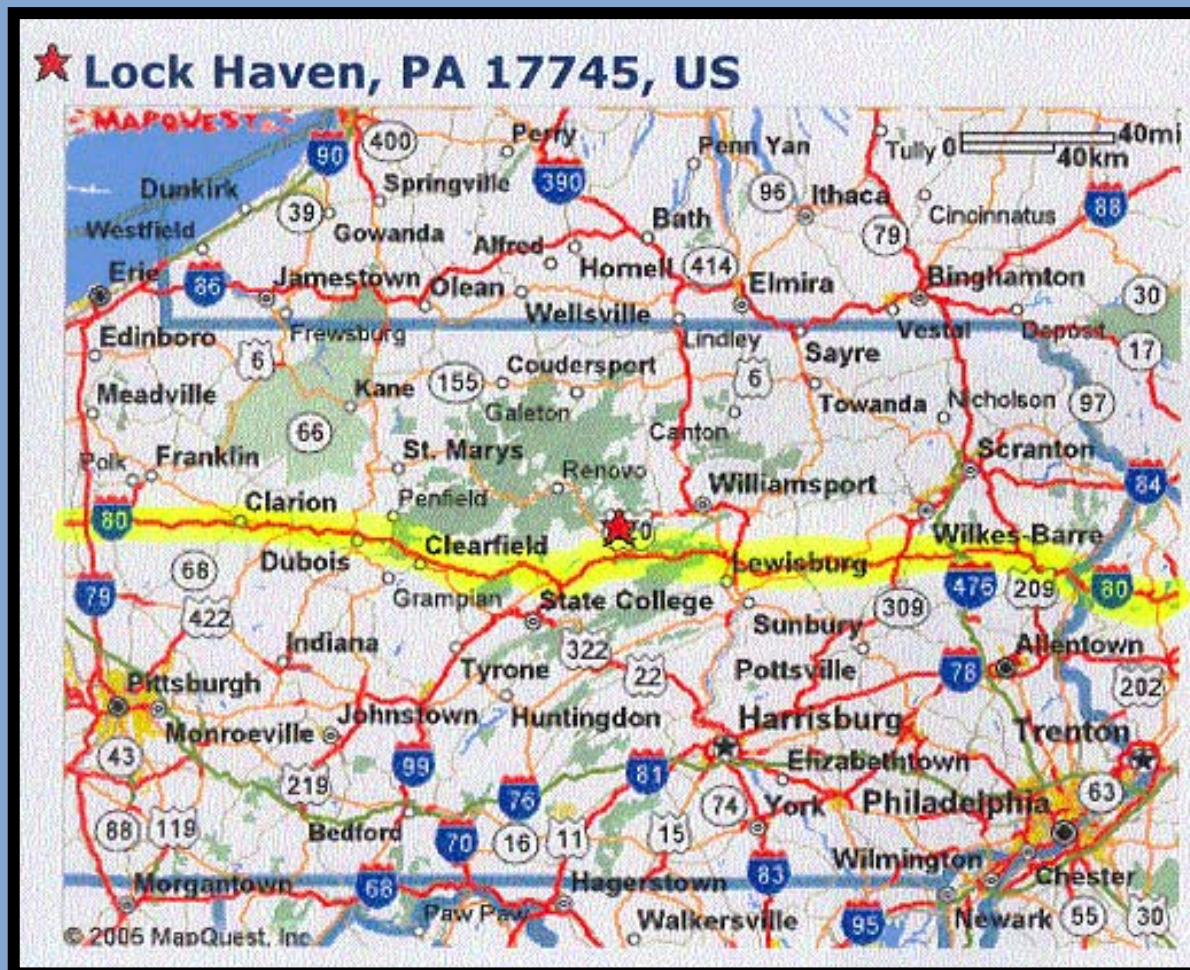 Lock Haven, PA 17745, US
MAPQUEST
90
400
Perry
Penn Yan
Tully
0
40mi
40km
Dunkirk
Springville
390
96
Ithaca
88
Westfield
39
Gowanda
Alfred
Bath
79
Cincinnatus
Erie
86
Jamestown
Olean
Hornell
414
Elmira
Binghamton
30
Edinboro
Frewsburg
Wellsville
Lindley
Sayre
Vestal
Deposit
17
6
Meadville
Kane
155
Coudersport
Galeton
6
Towanda
Nicholson
97
Canton
66
Polk
Franklin
St. Marys
Renovo
Williamsport
Scranton
84
80
Clarion
Penfield
Wilkes-Barre
Dubois
Clearfield
Lewisburg
79
68
422
Grampian
State College
309
476
209
80
Indiana
Tyrone
322
22
Sunbury
Pottsville
78
Allentown
202
Pittsburgh
Monroeville
Johnstown
Huntingdon
Harrisburg
Trenton
43
219
99
76
81
Elizabethtown
88
119
Bedford
70
16
11
15
74
York
Philadelphia
63
Wilmington
Chester
Morgantown
68
Paw Paw
Hagerstown
83
Walkersville
95
Newark
55
30
© 2005 MapQuest, Inc